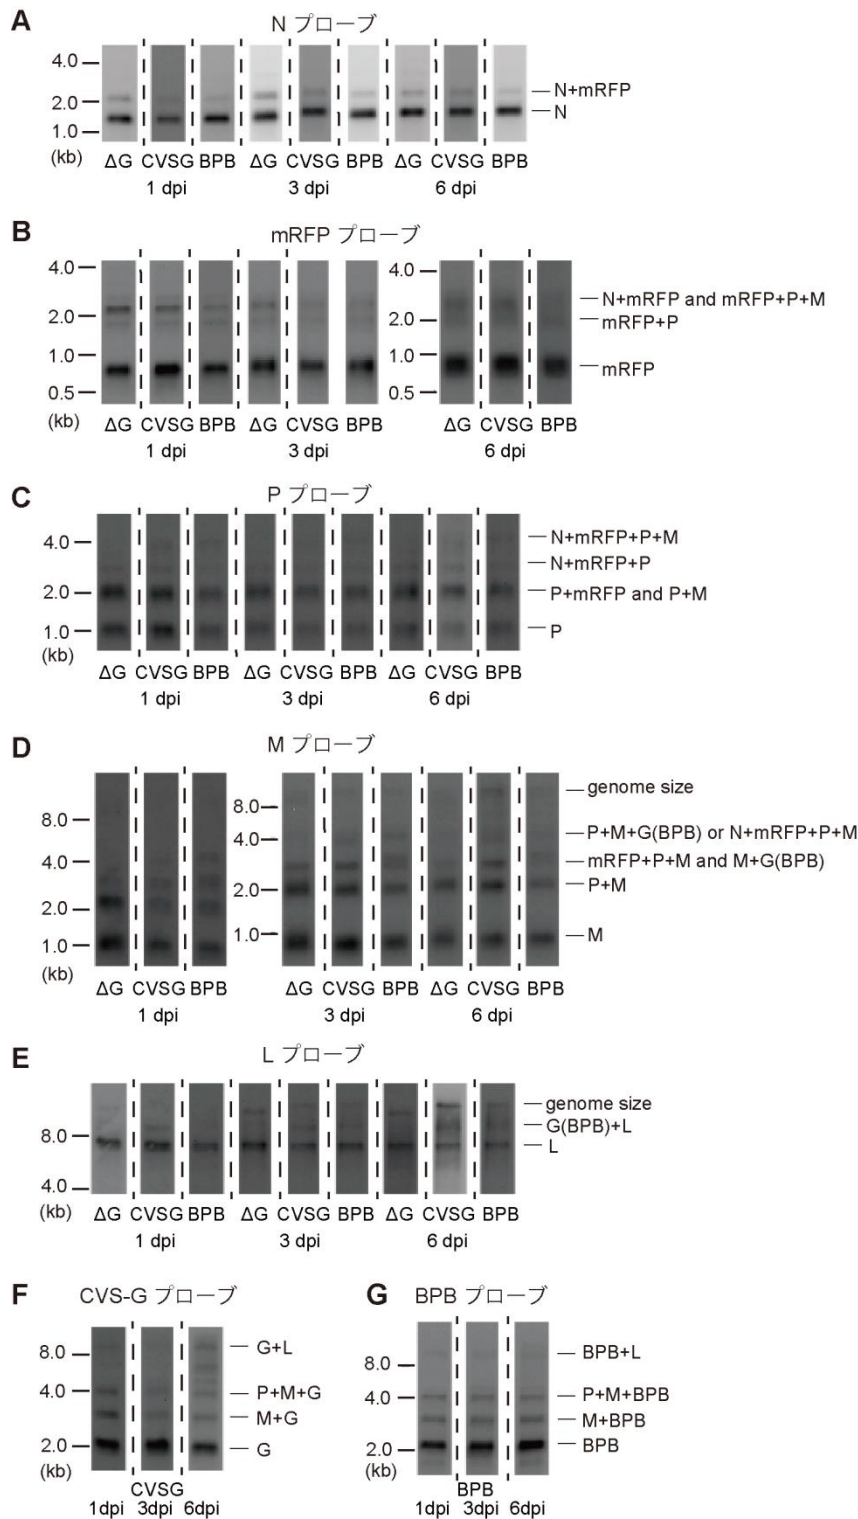 A
N プローブ
4.0
2.0
1.0
(kb)
N+mRFP
N
ΔG CVSG BPB ΔG CVSG BPB ΔG CVSG BPB
1 dpi 3 dpi 6 dpi
B
mRFP プローブ
4.0 4.0
2.0 2.0
1.0 1.0
0.5 0.5
(kb)
N+mRFP and mRFP+P+M
mRFP+P
mRFP
ΔG CVSG BPB ΔG CVSG BPB ΔG CVSG BPB
1 dpi 3 dpi 6 dpi
C
P プローブ
4.0
2.0
1.0
(kb)
N+mRFP+P+M
N+mRFP+P
P+mRFP and P+M
P
ΔG CVSG BPB ΔG CVSG BPB ΔG CVSG BPB
1 dpi 3 dpi 6 dpi
D
M プローブ
8.0 8.0
4.0 4.0
2.0 2.0
1.0 1.0
(kb)
genome size
P+M+G(BPB) or N+mRFP+P+M
mRFP+P+M and M+G(BPB)
P+M
M
ΔG CVSG BPB ΔG CVSG BPB ΔG CVSG BPB
1 dpi 3 dpi 6 dpi
E
L プローブ
8.0
4.0
(kb)
genome size
G(BPB)+L
L
ΔG CVSG BPB ΔG CVSG BPB ΔG CVSG BPB
1 dpi 3 dpi 6 dpi
F
CVS-G プローブ
8.0
4.0
2.0
(kb)
G+L
P+M+G
M+G
G
CVSG
1dpi 3dpi 6dpi
G
BPB プローブ
8.0
4.0
2.0
(kb)
BPB+L
P+M+BPB
M+BPB
BPB
BPB
1dpi 3dpi 6dpi